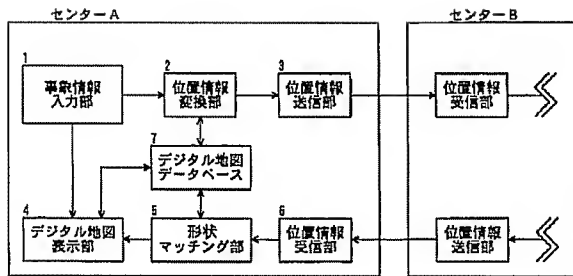 センターA
センターB
1
事象情報
入力部
2
位置情報
変換部
3
位置情報
送信部
位置情報
受信部
7
デジタル地図
データベース
4
デジタル地図
表示部
5
形状
マッチング部
6
位置情報
受信部
位置情報
送信部